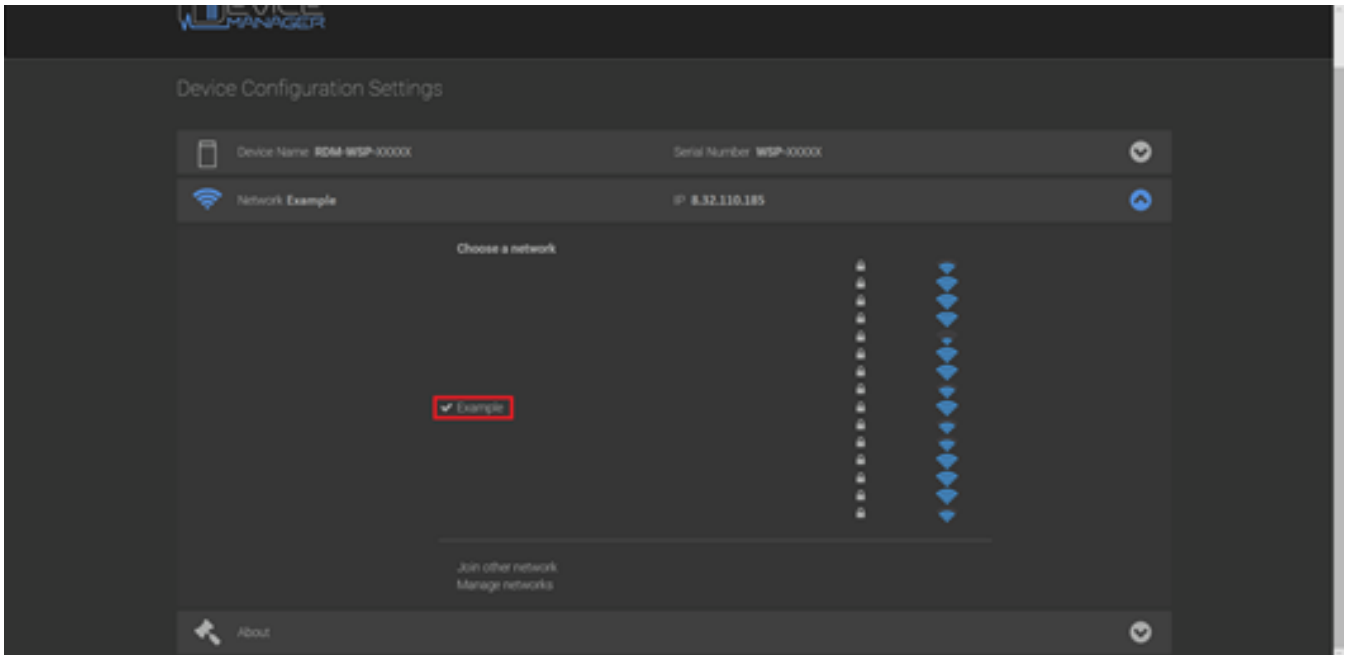 DEVICE
MANAGER
Device Configuration Settings
Device Name RDM-WSP-XXXXX Serial Number WSP-XXXXX
Network Example IP 8.32.110.185
Choose a network
Example
Join other network
Manage networks
About